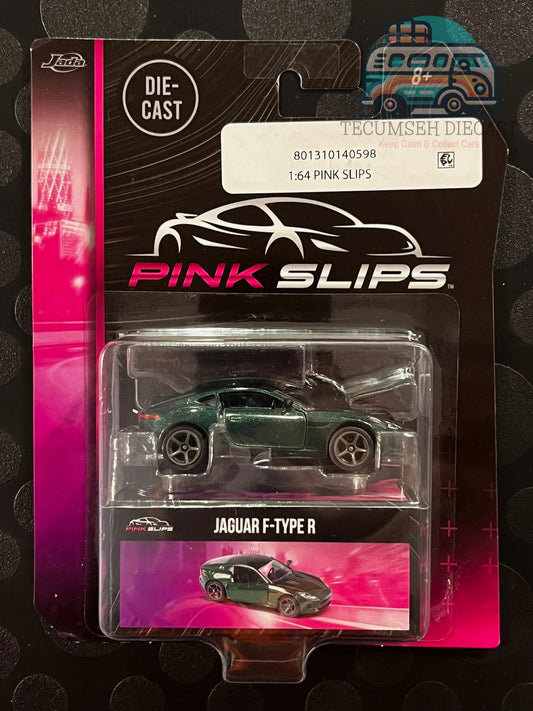 Jada
DIE-
CAST
8+
TECUMSEH DIECAST
Keep Calm & Collect Cars
801310140598
1:64 PINK SLIPS
PINK SLIPS™
PINK SLIPS
JAGUAR F-TYPE R